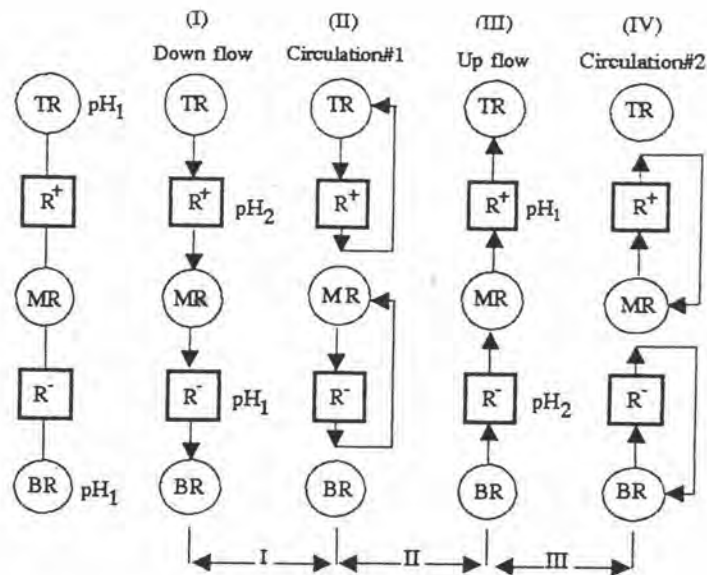 (I) (II) (III) (IV)
Down flow Circulation#1 Up flow Circulation#2
TR pH1 TR TR TR TR
R+ R+ pH2 R+ R+ pH1 R+
MR MR MR MR MR
R- R- pH1 R- R- pH2 R-
BR pH1 BR BR BR BR
I II III